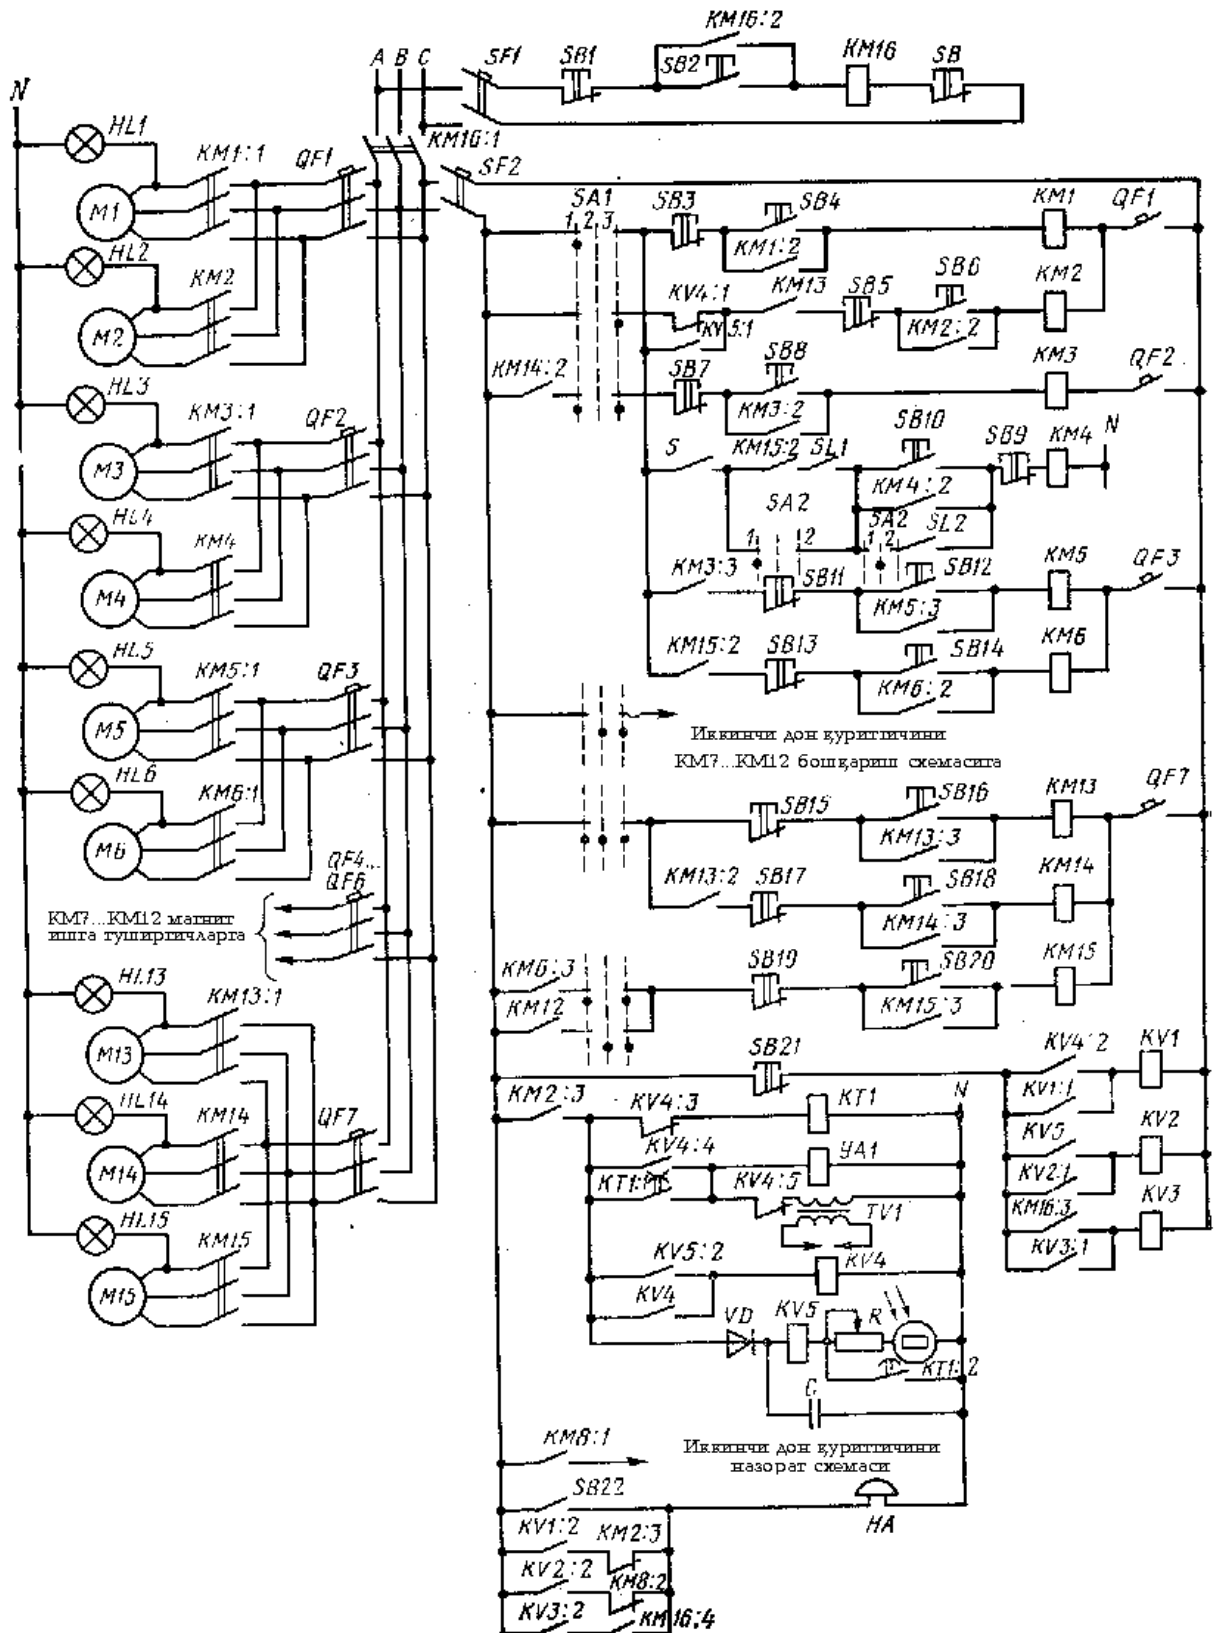 KM16:2
A B C
SF1
SB1
SB2
KM16
SB
N
HL1
KM1:1
QF1
KM16:1
SF2
M1
SA1
1 2 3
SB3
SB4
KM1
QF1
KM1:2
HL2
KM2
M2
KV4:1
KM13
SB5
SB6
KM2
KV5:1
KM2:2
HL3
KM3:1
QF2
M3
KM14:2
SB7
SB8
KM3
QF2
KM3:2
S
KM15:2
SL1
SB10
SB9
KM4
N
KM4:2
HL4
KM4
M4
SA2
1 2
SA2
1 2
SL2
KM3:3
SB11
SB12
KM5
QF3
KM5:3
HL5
KM5:1
QF3
M5
KM15:2
SB13
SB14
KM6
KM6:2
Иккинчи дон қуритгичини
KM7...KM12 бошқариш схемасига
HL6
KM6:1
M6
SB15
SB16
KM13
QF7
KM13:3
QF4...
QF6
KM7...KM12 магнит
ишга туширгичларга
KM13:2
SB17
SB18
KM14
KM14:3
HL13
KM13:1
M13
KM6:3
KM12
SB19
SB20
KM15
KM15:3
SB21
KV4:2
KV1
KV1:1
HL14
KM14
QF7
M14
KM2:3
KV4:3
KT1
N
KV4:4
YA1
KT1:1
KV4:5
TV1
KV5
KV2
KV2:1
KM16:3
KV3
KV3:1
HL15
KM15
M15
KV5:2
KV4
KV4
VD
KV5
R
KT1:2
C
KM8:1
Иккинчи дон қуритгичини
назорат схемаси
SB22
HA
KV1:2
KM2:3
KV2:2
KM8:2
KV3:2
KM16:4